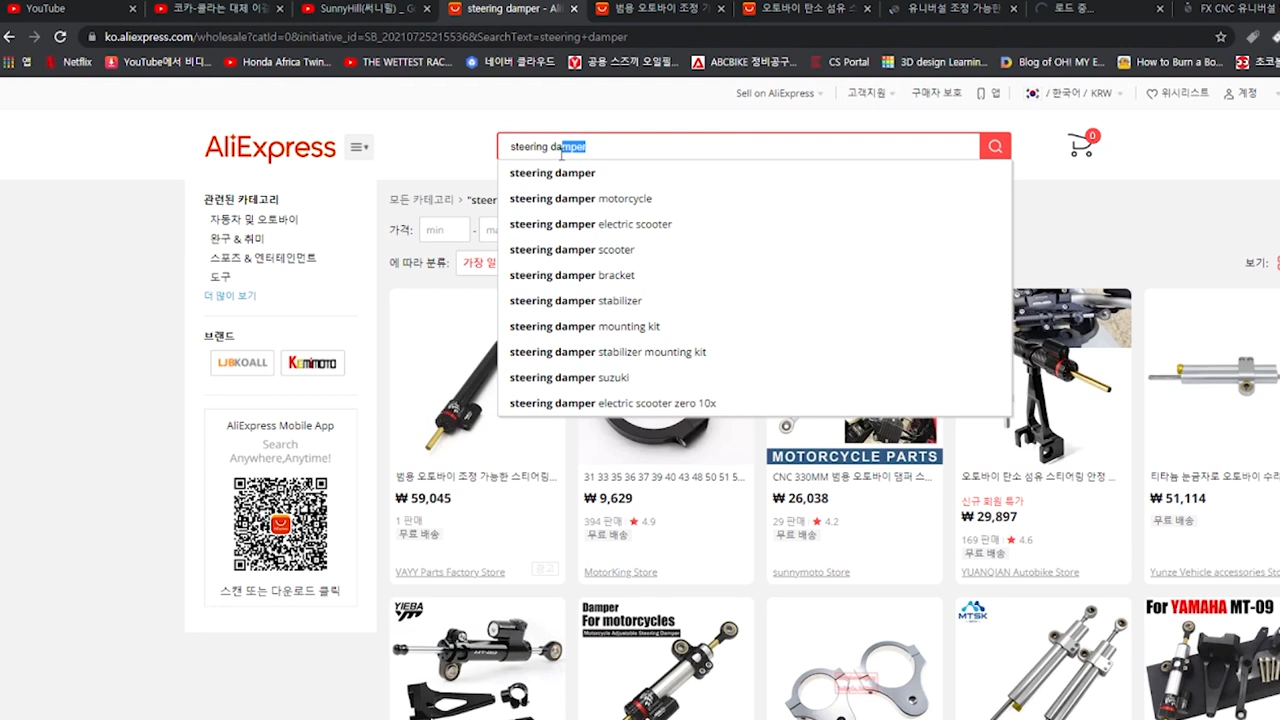 YouTube
코카-콜라는 대체 어떻
SunnyHill(써니힐) _ G
steering damper - Ali
범용 오토바이 조정 가
오토바이 탄소 섬유 스
유니버설 조정 가능한
로드 중...
FX CNC 유니버설
ko.aliexpress.com/wholesale?catId=0&initiative_id=SB_20210725215536&SearchText=steering+damper
앱
Netflix
YouTube에서 비디...
Honda Africa Twin...
THE WETTEST RAC...
네이버 클라우드
공용 스즈끼 오일필...
ABCBIKE 정비공구...
CS Portal
3D design Learnin...
Blog of OH! MY E...
How to Burn a Bo...
Sell on AliExpress
고객지원
구매자 보호
앱
/ 한국어 / KRW
위시리스트
계정
AliExpress
steering damper
0
steering damper
steering damper motorcycle
steering damper electric scooter
steering damper scooter
steering damper bracket
steering damper stabilizer
steering damper mounting kit
steering damper stabilizer mounting kit
steering damper suzuki
steering damper electric scooter zero 10x
관련된 카테고리
자동차 및 오토바이
완구 & 취미
스포츠 & 엔터테인먼트
도구
더 많이 보기
브랜드
LJBKOALL
Kemimoto
AliExpress Mobile App
Search
Anywhere,Anytime!
스캔 또는 다운로드 클릭
모든 카테고리 > "steer
가격:
min
-
ma
에 따라 분류:
가장 일
보기:
MOTORCYCLE PARTS
범용 오토바이 조정 가능한 스티어링...
₩ 59,045
1 판매
무료 배송
VAYY Parts Factory Store
광고
31 33 35 36 37 39 40 43 48 50 51 5...
₩ 9,629
394 판매 ★ 4.9
무료 배송
MotorKing Store
CNC 330MM 범용 오토바이 댐퍼 스...
₩ 26,038
29 판매 ★ 4.2
무료 배송
sunnymoto Store
오토바이 탄소 섬유 스티어링 안정 ...
신규 회원 특가
₩ 29,897
169 판매 ★ 4.6
무료 배송
YUANQIAN Autobike Store
티타늄 눈금자로 오토바이 수리
₩ 51,114
무료 배송
Yunze Vehicle accessories Sto
YIEBA
MT-09
Damper
For motorcycles
Motorcycle Adjustable Steering Damper
MTSK
For YAMAHA MT-09